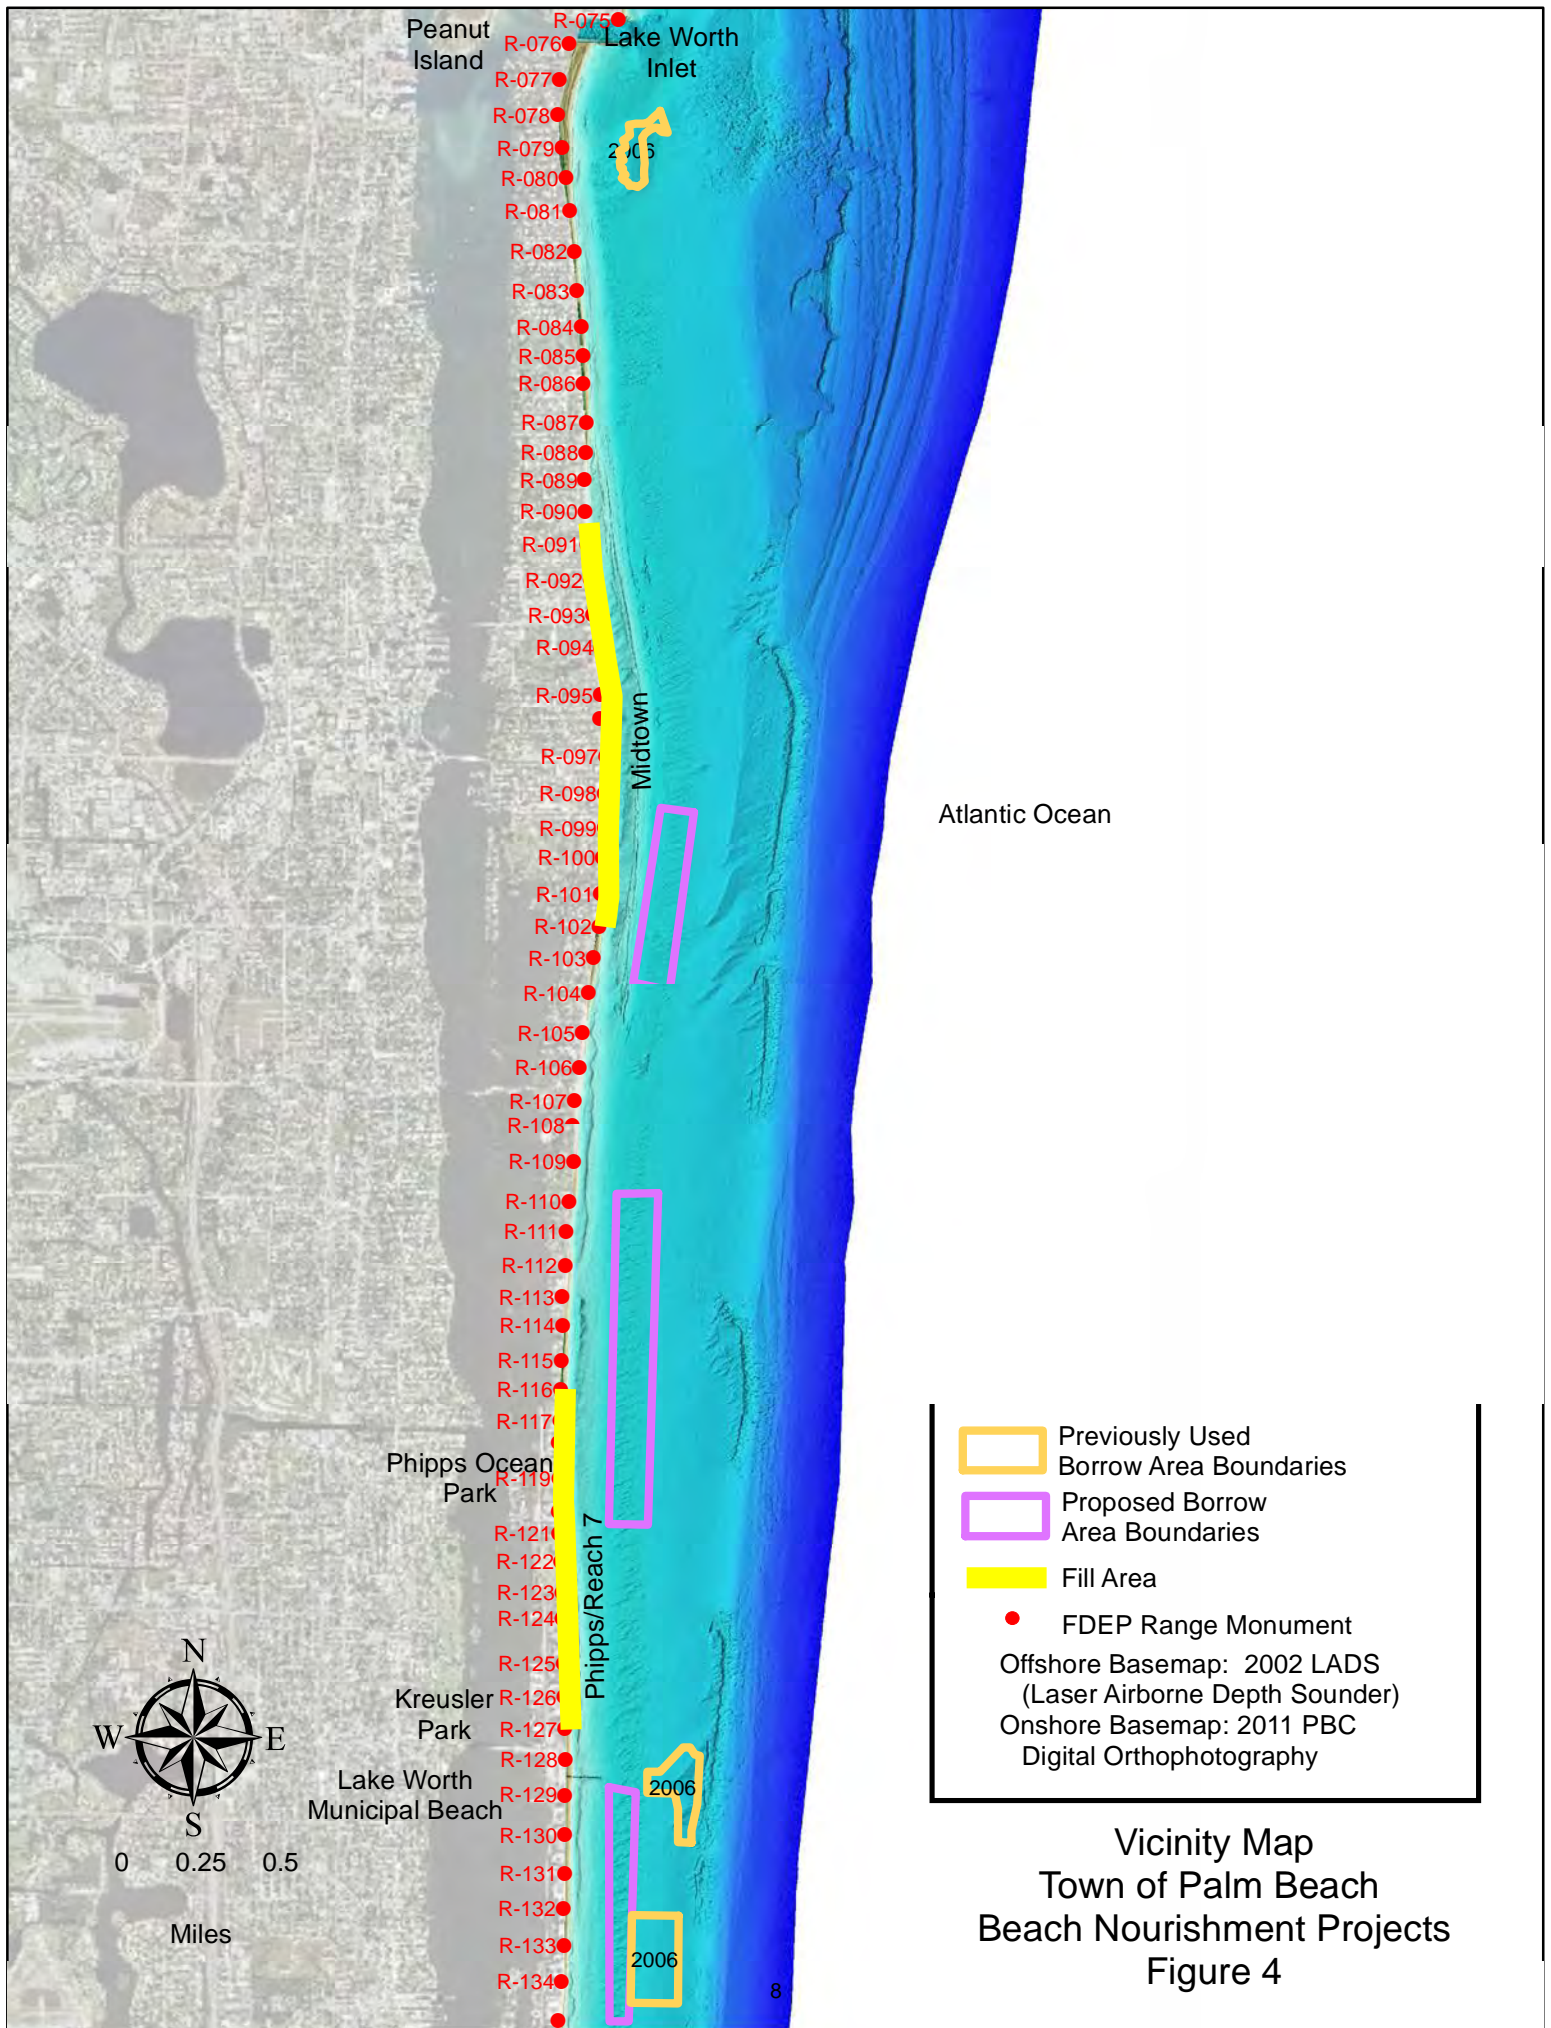 Peanut
Island
Lake Worth
Inlet
R-075
R-076
R-077
R-078
R-079
2006
R-080
R-081
R-082
R-083
R-084
R-085
R-086
R-087
R-088
R-089
R-090
R-091
R-092
R-093
R-094
R-095
Midtown
R-097
R-098
R-099
R-100
R-101
R-102
R-103
R-104
R-105
R-106
R-107
R-108
R-109
R-110
R-111
R-112
R-113
R-114
R-115
R-116
R-117
Phipps Ocean
Park
R-119
R-121
R-122
R-123
R-124
R-125
R-126
R-127
Phipps/Reach 7
Kreusler
Park
R-128
Lake Worth
Municipal Beach
R-129
2006
R-130
R-131
R-132
R-133
2006
R-134
8
Atlantic Ocean
N
W
E
S
0 0.25 0.5
Miles
Previously Used
Borrow Area Boundaries
Proposed Borrow
Area Boundaries
Fill Area
FDEP Range Monument
Offshore Basemap: 2002 LADS
(Laser Airborne Depth Sounder)
Onshore Basemap: 2011 PBC
Digital Orthophotography
Vicinity Map
Town of Palm Beach
Beach Nourishment Projects
Figure 4